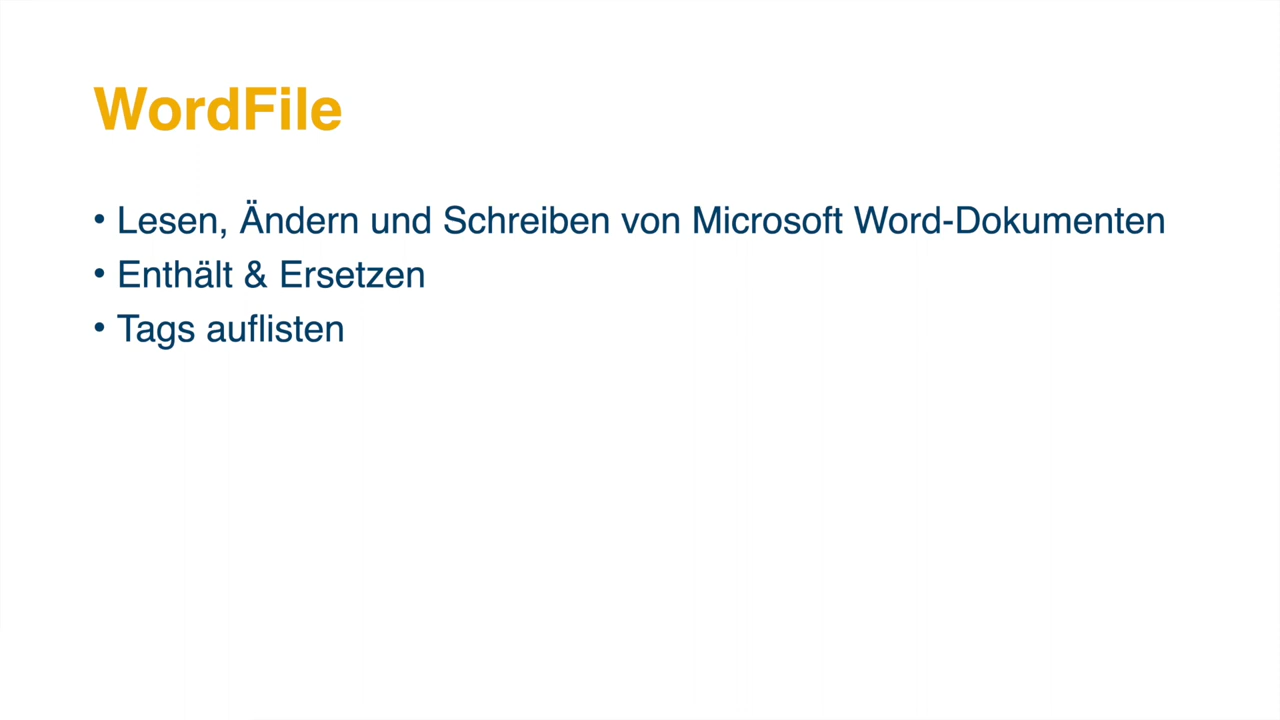 WordFile
• Lesen, Ändern und Schreiben von Microsoft Word-Dokumenten
• Enthält & Ersetzen
• Tags auflisten